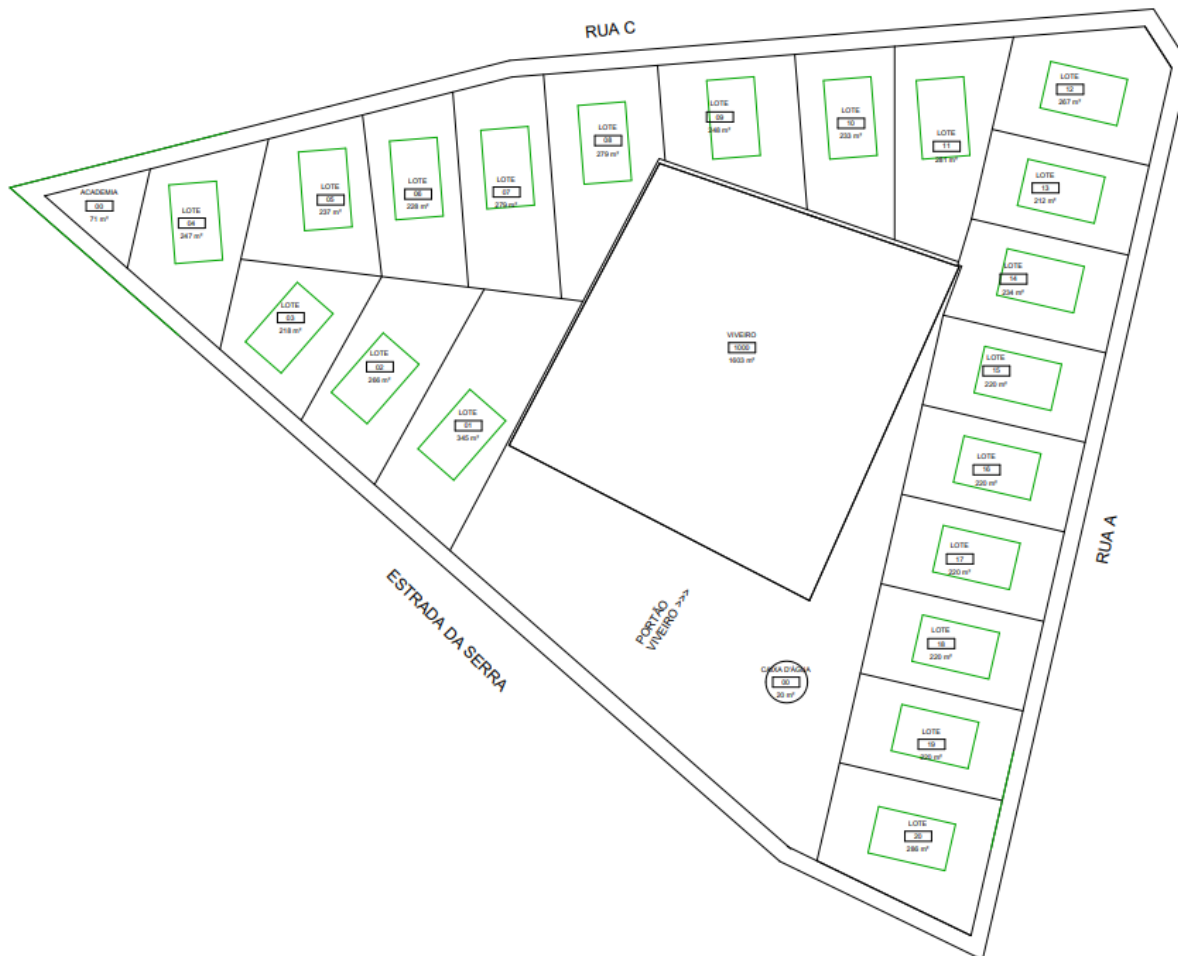 RUA C
ACADEMIA
00
71 m²
LOTE
04
247 m²
LOTE
05
237 m²
LOTE
06
228 m²
LOTE
07
279 m²
LOTE
08
279 m²
LOTE
09
248 m²
LOTE
10
233 m²
LOTE
11
281 m²
LOTE
12
267 m²
LOTE
13
212 m²
LOTE
14
234 m²
LOTE
15
220 m²
LOTE
16
220 m²
LOTE
17
220 m²
LOTE
18
220 m²
LOTE
19
220 m²
LOTE
20
286 m²
LOTE
03
218 m²
LOTE
02
266 m²
LOTE
01
345 m²
VIVEIRO
1000
1603 m²
RUA A
ESTRADA DA SERRA
PORTÃO
VIVEIRO >>>
CAIXA D'ÁGUA
00
20 m²